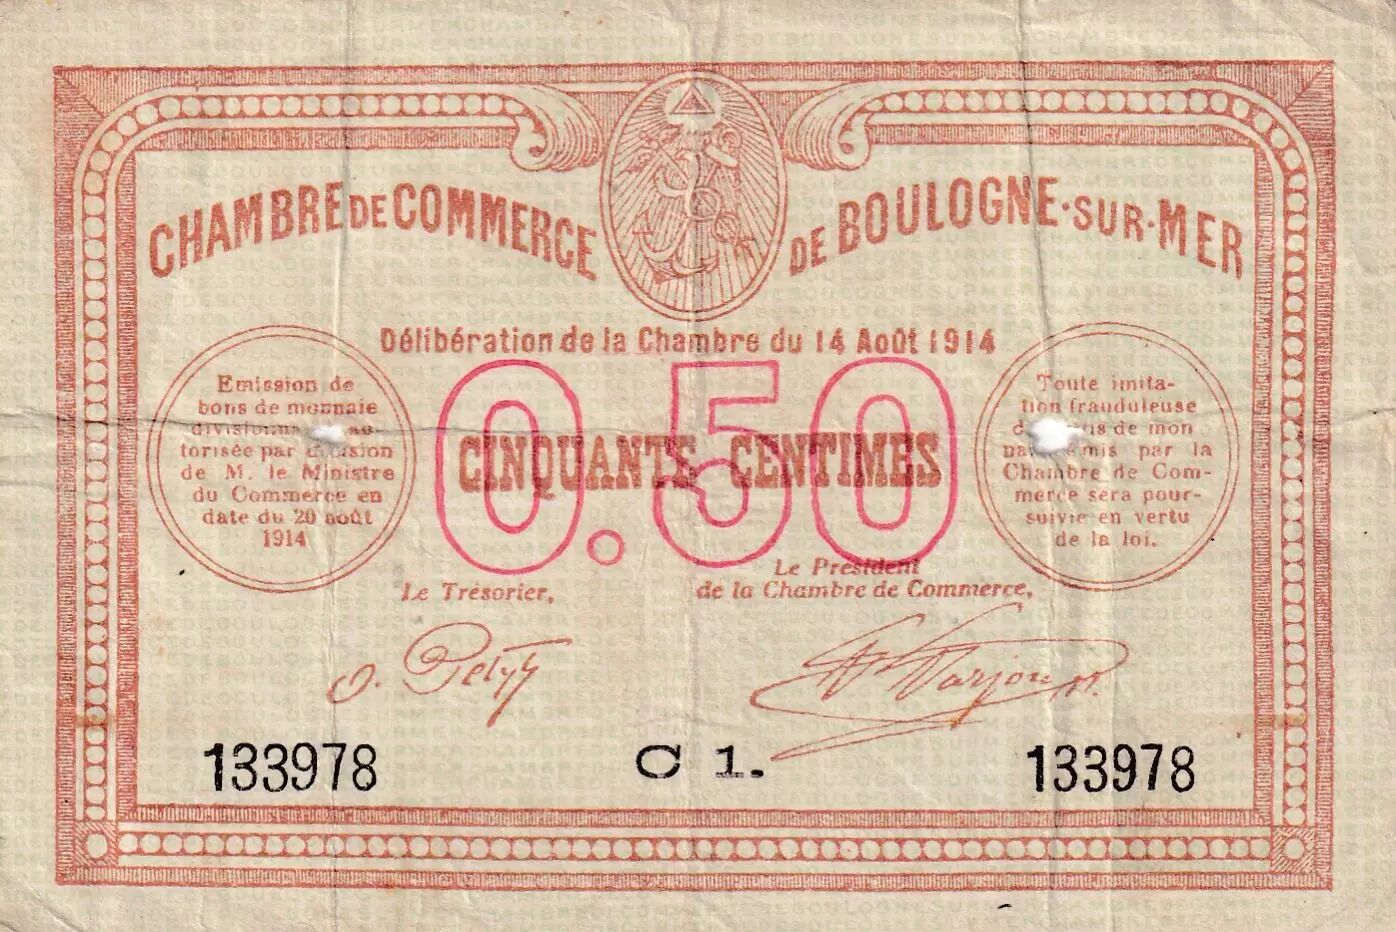 CHAMBRE DE COMMERCE DE BOULOGNE·SUR·MER
Délibération de la Chambre du 14 Août 1914
Emission de
bons de monnaie
autorisée par décision
de M. le Ministre
du Commerce en
date du 20 août
1914
0.50
CINQUANTE CENTIMES
Toute imita-
tion frauduleuse
de mon
émis par la
Chambre de Com-
merce sera pour-
suivie en vertu
de la loi.
Le Trésorier,
Le Président
de la Chambre de Commerce,
133978
C 1.
133978